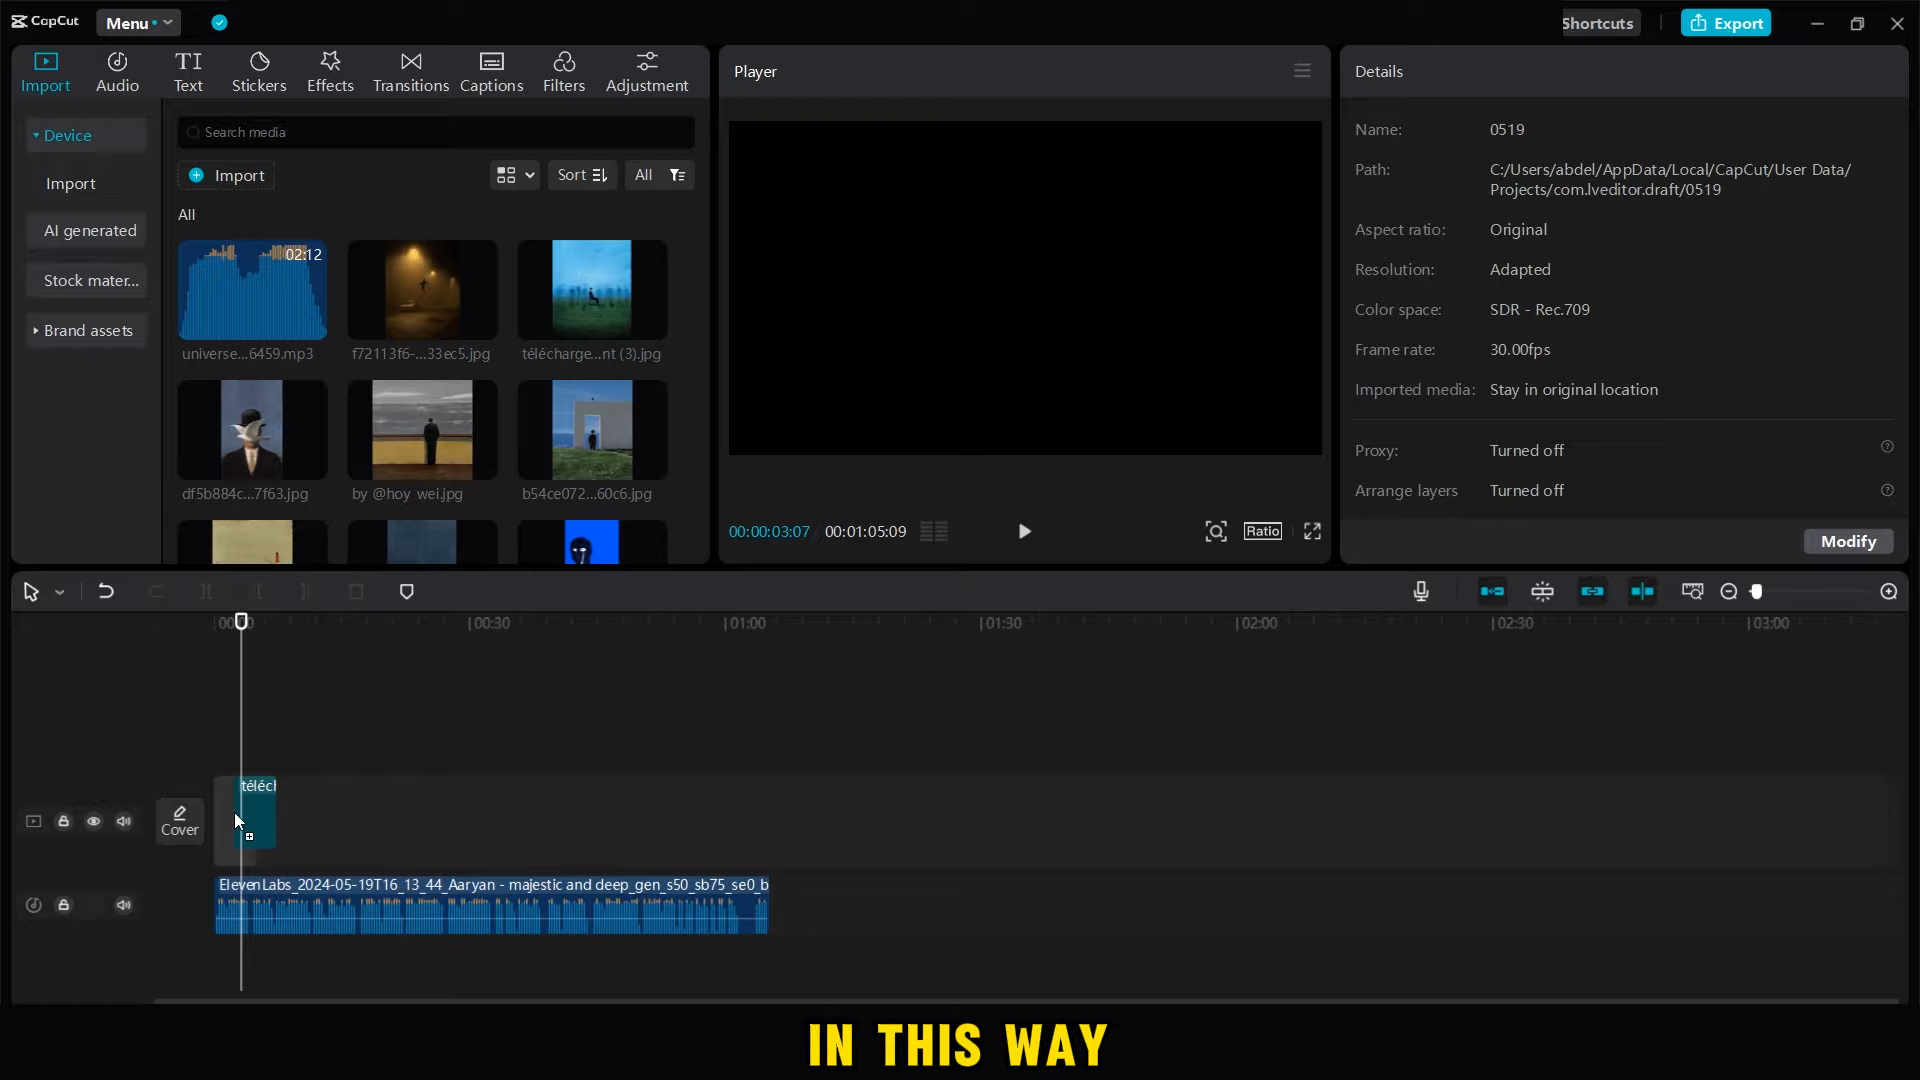 CapCut
Menu
Shortcuts
Export
Import
Audio
TI
Text
Stickers
Effects
Transitions
Captions
Filters
Adjustment
Device
Import
AI generated
Stock mater...
Brand assets
Search media
Import
Sort
All
All
02:12
universe...6459.mp3
f72113f6-...33ec5.jpg
télécharge...nt (3).jpg
df5b884c...7f63.jpg
by @hoy wei.jpg
b54ce072...60c6.jpg
Player
00:00:03:07
00:01:05:09
Ratio
Details
Name: 0519
Path: C:/Users/abdel/AppData/Local/CapCut/User Data/
Projects/com.lveditor.draft/0519
Aspect ratio: Original
Resolution: Adapted
Color space: SDR - Rec.709
Frame rate: 30.00fps
Imported media: Stay in original location
Proxy: Turned off
Arrange layers Turned off
Modify
00:30
01:00
01:30
02:00
02:30
03:00
Cover
téléch
ElevenLabs_2024-05-19T16_13_44_Aaryan - majestic and deep_gen_s50_sb75_se0_b
IN THIS WAY